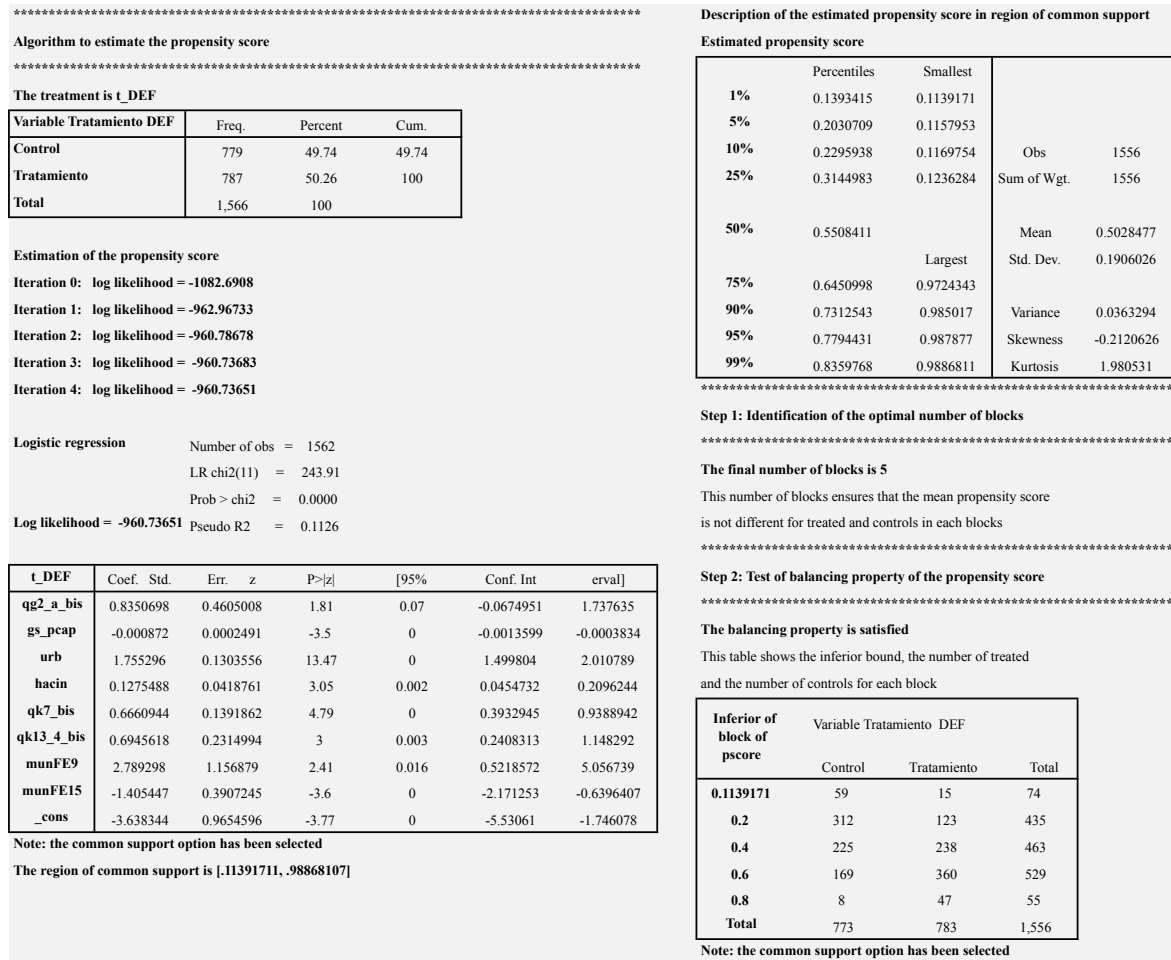 ******************************************************************************************
Algorithm to estimate the propensity score
******************************************************************************************
The treatment is t_DEF
Variable Tratamiento DEF Freq. Percent Cum.
Control 779 49.74 49.74
Tratamiento 787 50.26 100
Total 1,566 100
Estimation of the propensity score
Iteration 0: log likelihood = -1082.6908
Iteration 1: log likelihood = -962.96733
Iteration 2: log likelihood = -960.78678
Iteration 3: log likelihood = -960.73683
Iteration 4: log likelihood = -960.73651
Logistic regression Number of obs = 1562
LR chi2(11) = 243.91
Prob > chi2 = 0.0000
Log likelihood = -960.73651 Pseudo R2 = 0.1126
t_DEF Coef. Std. Err. z P>|z| [95% Conf. Int erval]
qg2_a_bis 0.8350698 0.4605008 1.81 0.07 -0.0674951 1.737635
gs_pcap -0.000872 0.0002491 -3.5 0 -0.0013599 -0.0003834
urb 1.755296 0.1303556 13.47 0 1.499804 2.010789
hacin 0.1275488 0.0418761 3.05 0.002 0.0454732 0.2096244
qk7_bis 0.6660944 0.1391862 4.79 0 0.3932945 0.9388942
qk13_4_bis 0.6945618 0.2314994 3 0.003 0.2408313 1.148292
munFE9 2.789298 1.156879 2.41 0.016 0.5218572 5.056739
munFE15 -1.405447 0.3907245 -3.6 0 -2.171253 -0.6396407
_cons -3.638344 0.9654596 -3.77 0 -5.53061 -1.746078
Note: the common support option has been selected
The region of common support is [.11391711, .98868107]
Description of the estimated propensity score in region of common support
Estimated propensity score
Percentiles Smallest
1% 0.1393415 0.1139171
5% 0.2030709 0.1157953
10% 0.2295938 0.1169754 Obs 1556
25% 0.3144983 0.1236284 Sum of Wgt. 1556
50% 0.5508411 Mean 0.5028477
Largest Std. Dev. 0.1906026
75% 0.6450998 0.9724343
90% 0.7312543 0.985017 Variance 0.0363294
95% 0.7794431 0.987877 Skewness -0.2120626
99% 0.8359768 0.9886811 Kurtosis 1.980531
********************************************************************
Step 1: Identification of the optimal number of blocks
********************************************************************
The final number of blocks is 5
This number of blocks ensures that the mean propensity score
is not different for treated and controls in each blocks
********************************************************************
Step 2: Test of balancing property of the propensity score
********************************************************************
The balancing property is satisfied
This table shows the inferior bound, the number of treated
and the number of controls for each block
Inferior of block of pscore Variable Tratamiento DEF
Control Tratamiento Total
0.1139171 59 15 74
0.2 312 123 435
0.4 225 238 463
0.6 169 360 529
0.8 8 47 55
Total 773 783 1,556
Note: the common support option has been selected